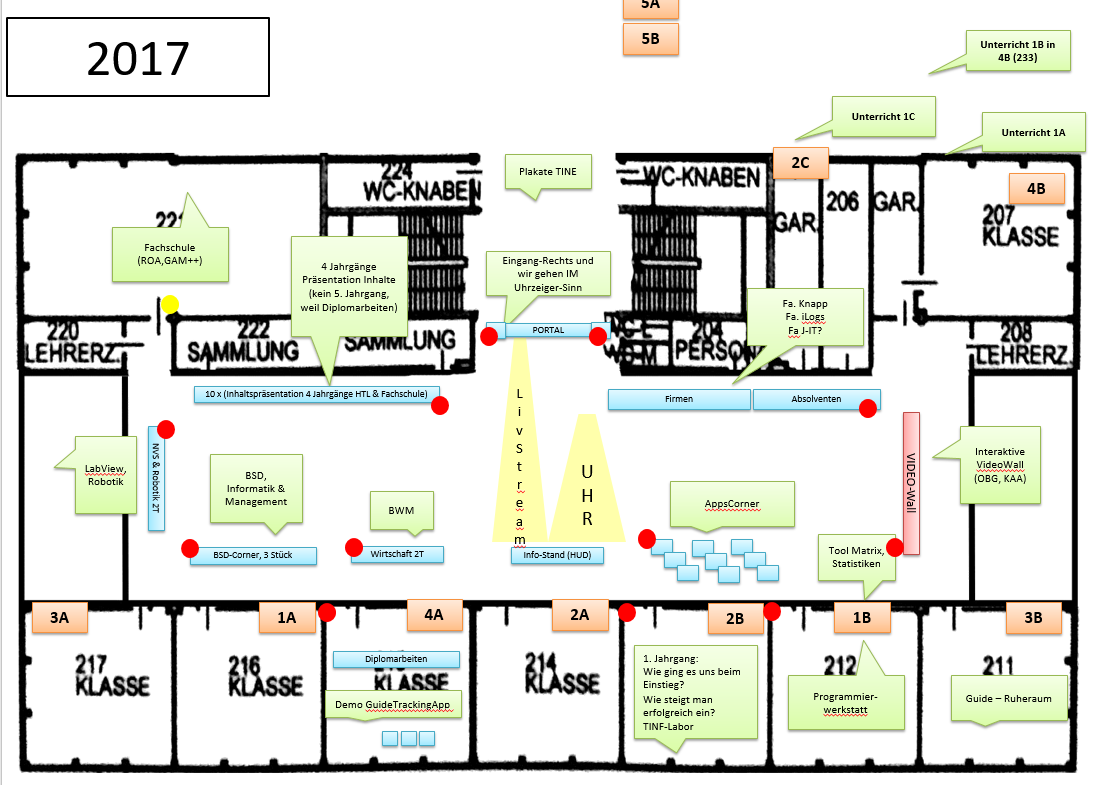 5A
5B
2017
Unterricht 1B in
4B (233)
Unterricht 1C
Unterricht 1A
2C
4B
224
WC-KNABEN
Plakate TINE
WC-KNABEN
GAR.
206
GAR.
207
KLASSE
Fachschule
(ROA,GAM++)
4 Jahrgänge
Präsentation Inhalte
(kein 5. Jahrgang,
weil Diplomarbeiten)
Eingang-Rechts und
wir gehen IM
Uhrzeiger-Sinn
Fa. Knapp
Fa. iLogs
Fa J-IT?
PORTAL
220
LEHRERZ.
222
SAMMLUNG
SAMMLUNG
204
208
LEHRERZ.
10 x (Inhaltspräsentation 4 Jahrgänge HTL & Fachschule)
Firmen
Absolventen
LivStream
UHR
NVS & Robotik 2T
LabView,
Robotik
BSD,
Informatik &
Management
BWM
AppsCorner
VIDEO-Wall
Interaktive
VideoWall
(OBG, KAA)
BSD-Corner, 3 Stück
Wirtschaft 2T
Info-Stand (HUD)
Tool Matrix,
Statistiken
3A
1A
4A
2A
2B
1B
3B
217
KLASSE
216
KLASSE
Diplomarbeiten
KLASSE
Demo GuideTrackingApp
214
KLASSE
1. Jahrgang:
Wie ging es uns beim
Einstieg?
Wie steigt man
erfolgreich ein?
TINF-Labor
212
Programmier-
werkstatt
211
Guide – Ruheraum